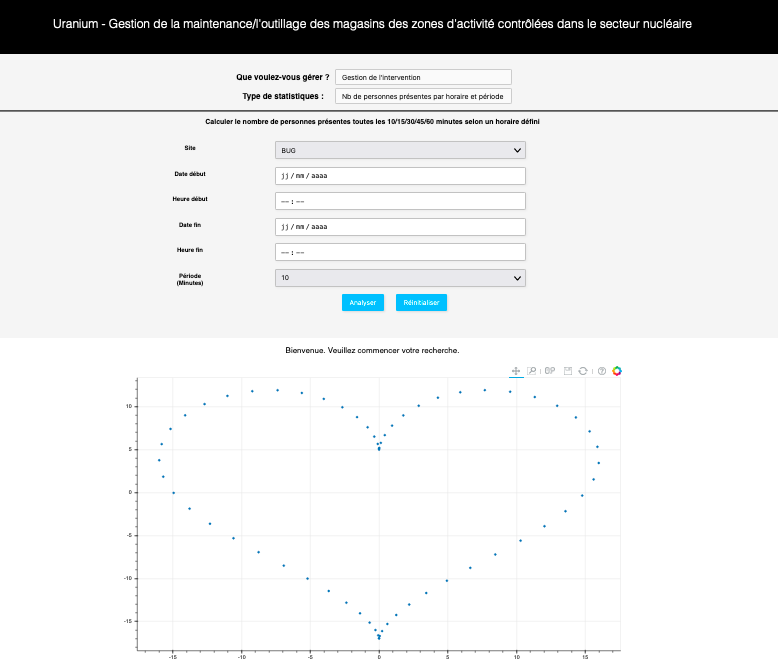 Uranium - Gestion de la maintenance/l'outillage des magasins des zones d'activité contrôlées dans le secteur nucléaire
Que voulez-vous gérer ? Gestion de l'intervention
Type de statistiques : Nb de personnes présentes par horaire et période
Calculer le nombre de personnes présentes toutes les 10/15/30/45/60 minutes selon un horaire défini
Site BUG
Date début jj / mm / aaaa
Heure début -- : --
Date fin jj / mm / aaaa
Heure fin -- : --
Période
(Minutes) 10
Analyser Réinitialiser
Bienvenue. Veuillez commencer votre recherche.
10
5
0
-5
-10
-15
-15 -10 -5 0 5 10 15